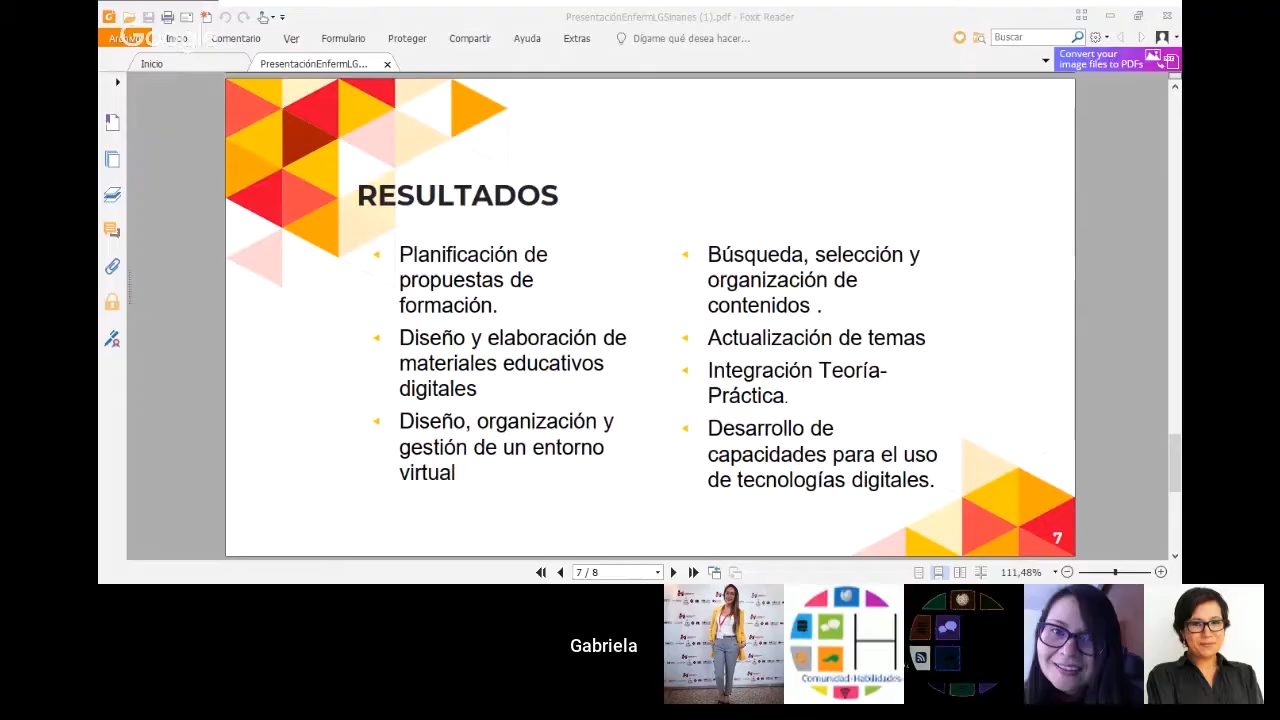 PresentaciónEnfermLGSinanes (1).pdf - Foxit Reader
Google
Archivo Inicio Comentario Ver Formulario Proteger Compartir Ayuda Extras Dígame qué desea hacer... Buscar
Inicio PresentaciónEnfermLG...
Convert your
image files to PDFs
RESULTADOS
Planificación de
propuestas de
formación.
Diseño y elaboración de
materiales educativos
digitales
Diseño, organización y
gestión de un entorno
virtual
Búsqueda, selección y
organización de
contenidos .
Actualización de temas
Integración Teoría-
Práctica.
Desarrollo de
capacidades para el uso
de tecnologías digitales.
7
7 / 8
111,48%
Gabriela
H
Comunidad Habilidades